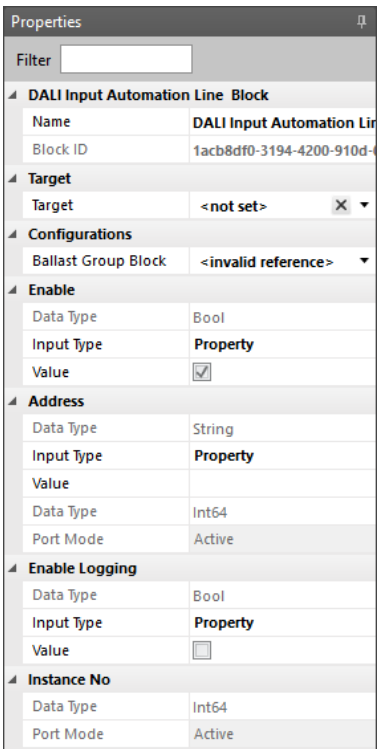 Properties
Filter
DALI Input Automation Line Block
Name DALI Input Automation Lin
Block ID 1acb8df0-3194-4200-910d-
Target
Target <not set>
Configurations
Ballast Group Block <invalid reference>
Enable
Data Type Bool
Input Type Property
Value
Address
Data Type String
Input Type Property
Value
Data Type Int64
Port Mode Active
Enable Logging
Data Type Bool
Input Type Property
Value
Instance No
Data Type Int64
Port Mode Active